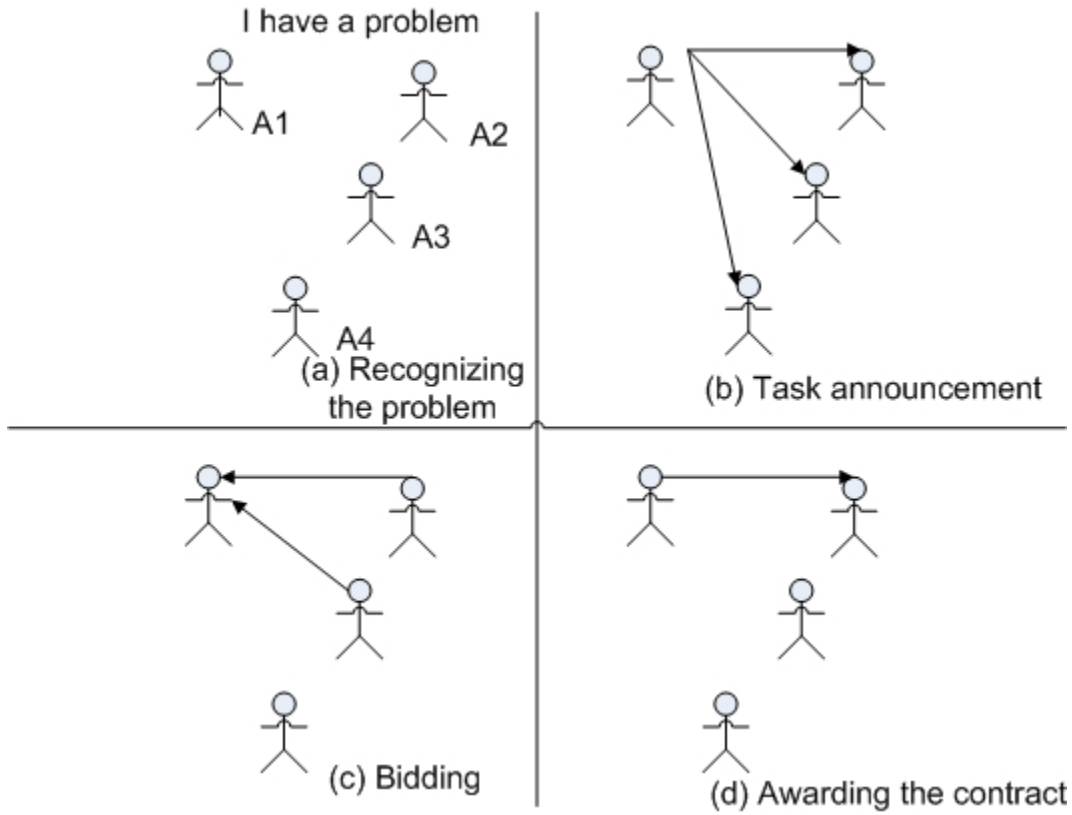 I have a problem
A1
A2
A3
A4
(a) Recognizing
the problem
(b) Task announcement
(c) Bidding
(d) Awarding the contract